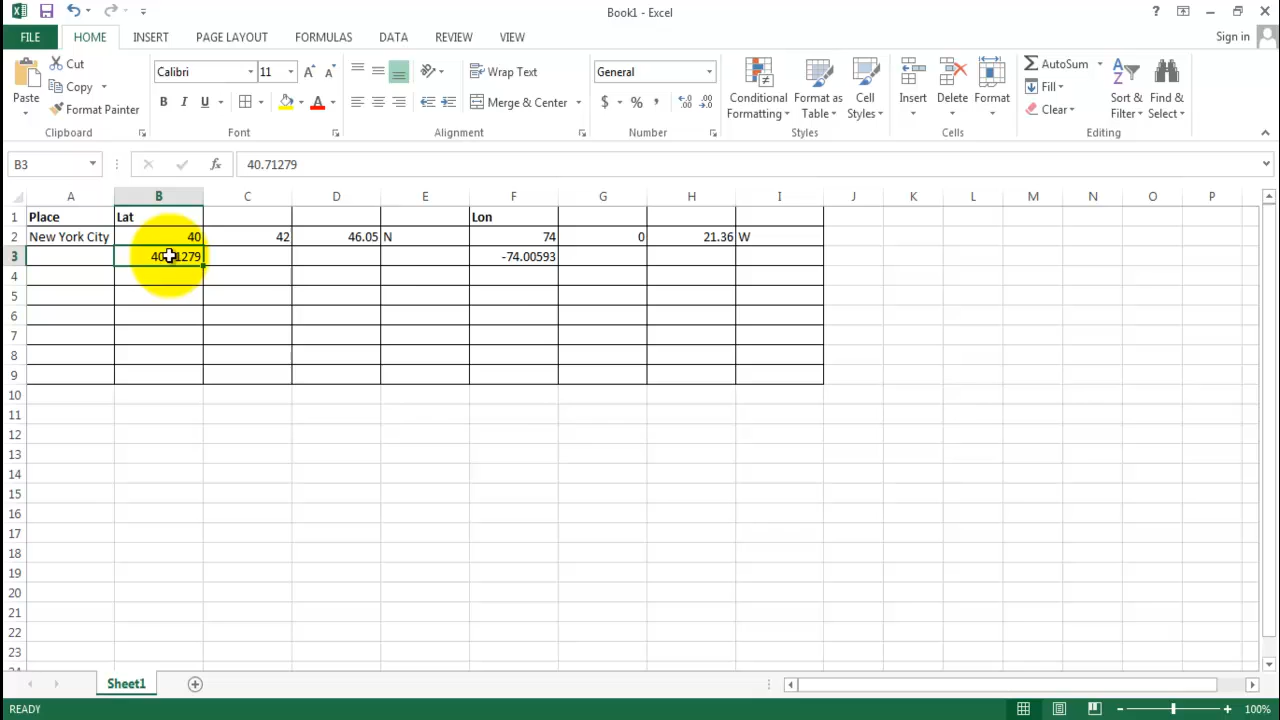 Book1 - Excel
FILE HOME INSERT PAGE LAYOUT FORMULAS DATA REVIEW VIEW Sign in
Paste Cut Copy Format Painter Clipboard
Calibri 11 B I U A A A Font
Wrap Text Merge & Center Alignment
General $ % , Number
Conditional Formatting Format as Table Cell Styles Styles
Insert Delete Format Cells
AutoSum Fill Clear Sort & Filter Find & Select Editing
B3 fx 40.71279
A B C D E F G H I J K L M N O P
1 Place Lat Lon
2 New York City 40 42 46.05 N 74 0 21.36 W
3 40.71279 -74.00593
4
5
6
7
8
9
10
11
12
13
14
15
16
17
18
19
20
21
22
23
Sheet1
READY 100%